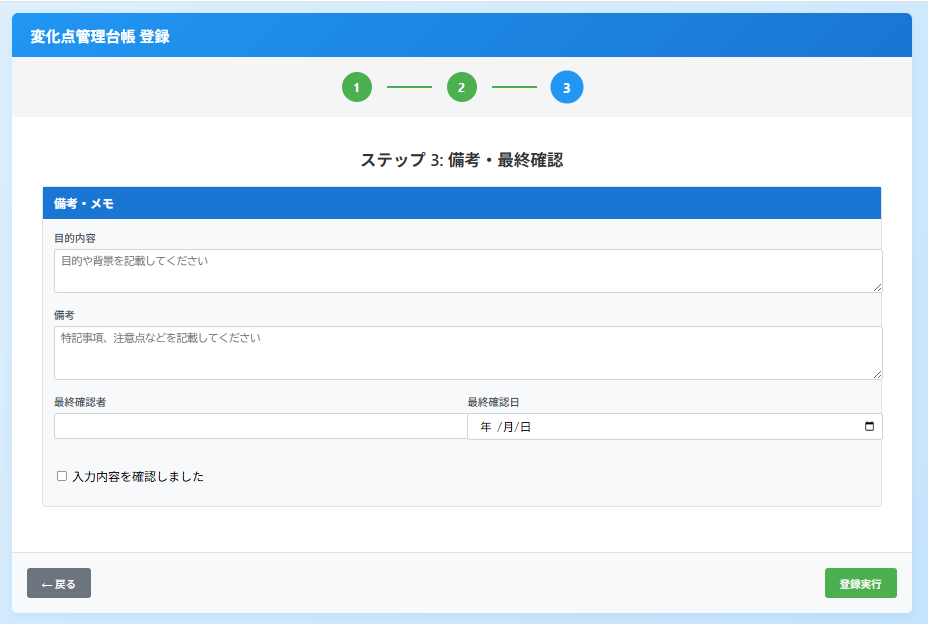 変化点管理台帳 登録
1 2 3
ステップ 3: 備考・最終確認
備考・メモ
目的内容
目的や背景を記載してください
備考
特記事項、注意点などを記載してください
最終確認者 最終確認日
年 /月/日
入力内容を確認しました
←戻る 登録実行